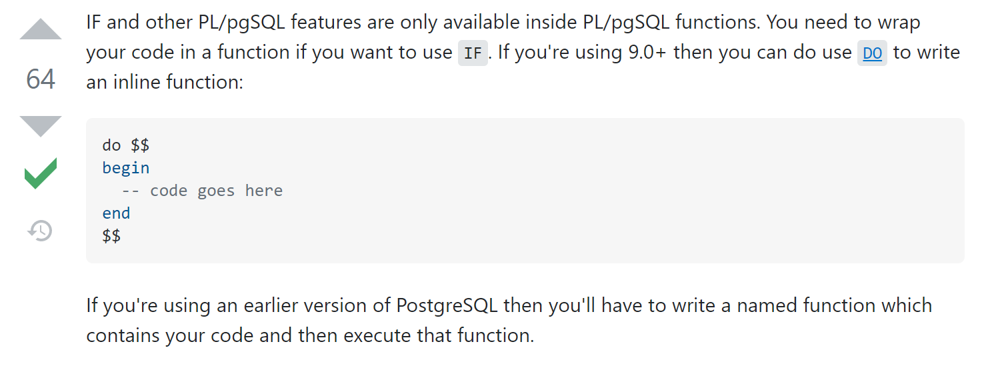 IF and other PL/pgSQL features are only available inside PL/pgSQL functions. You need to wrap
your code in a function if you want to use IF. If you're using 9.0+ then you can do use DO to write
64
an inline function:
do $$
begin
  -- code goes here
end
$$
If you're using an earlier version of PostgreSQL then you'll have to write a named function which
contains your code and then execute that function.